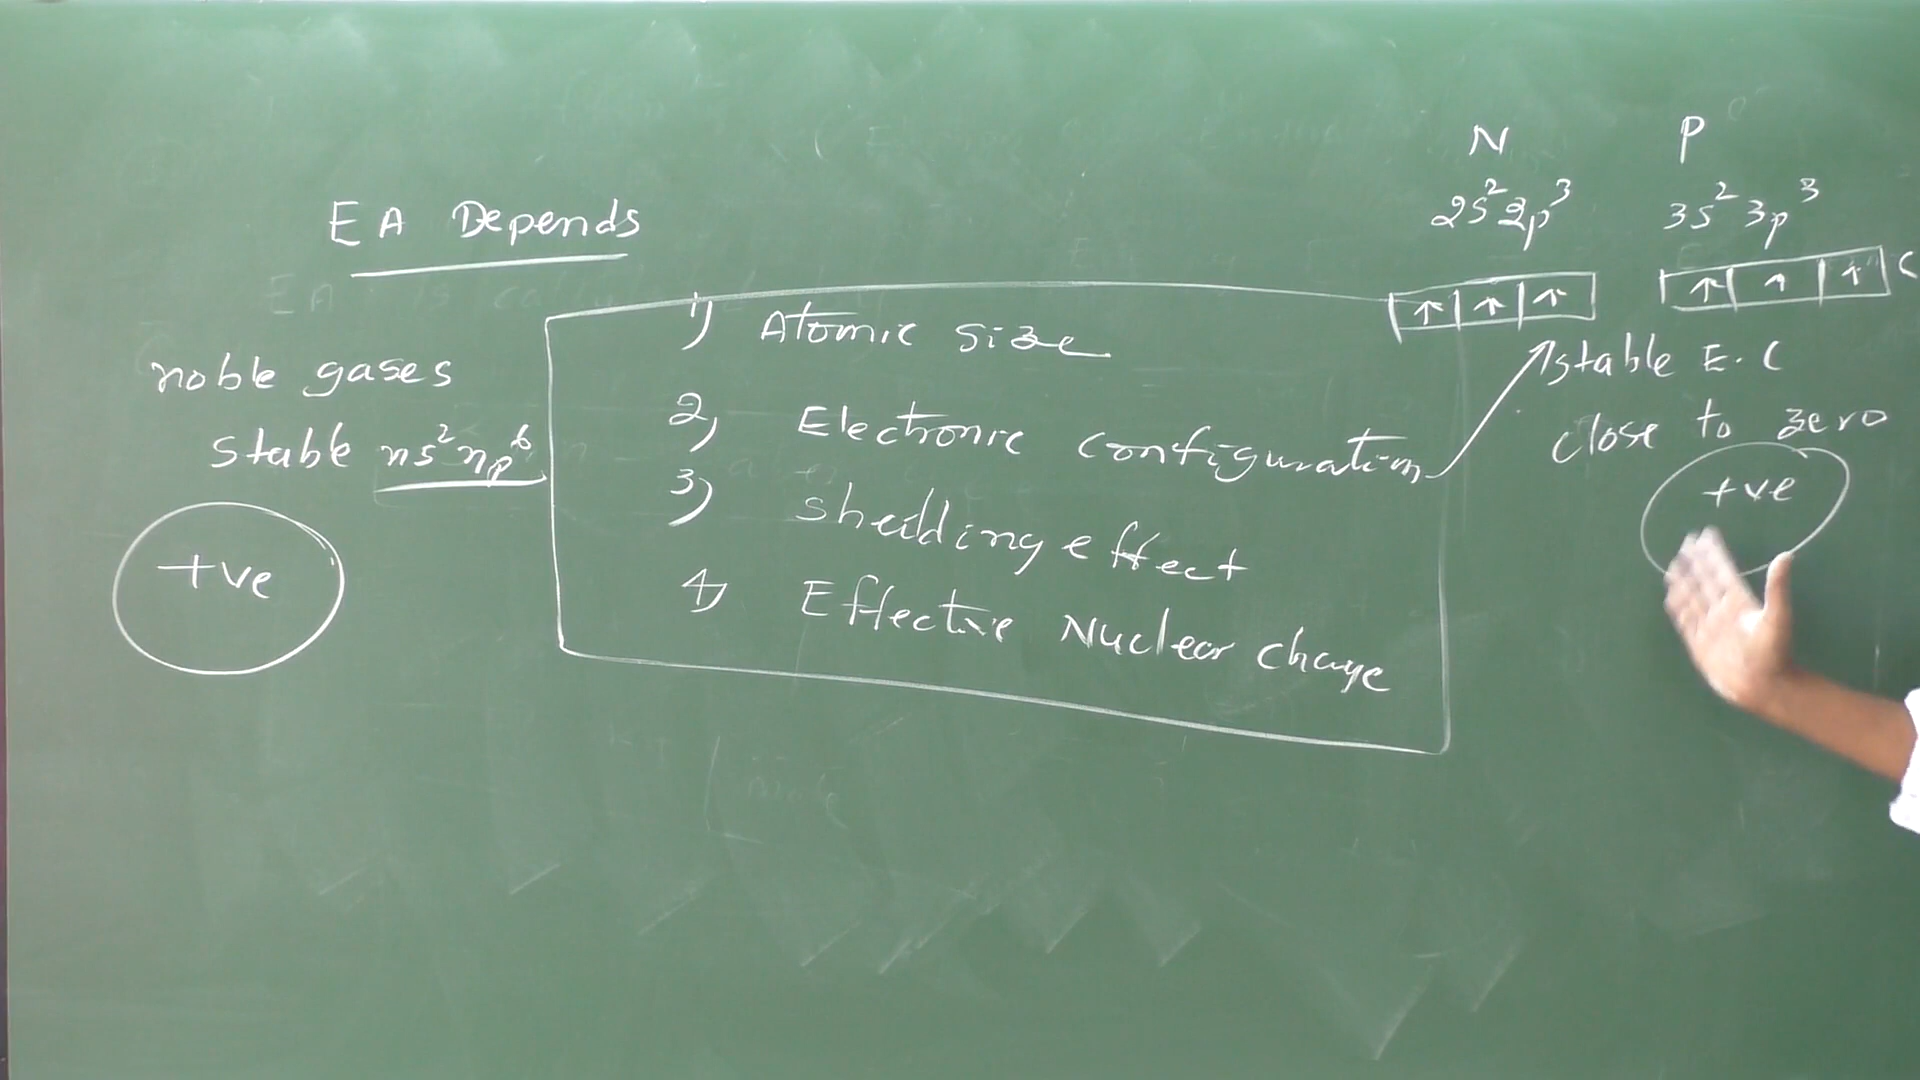 EA Depends
noble gases
stable ns²np⁶
+ve
1) Atomic Size
2) Electronic configuration
3) Sheilding effect
4) Effective Nuclear Charge
N P
2s²2p³ 3s²3p³
↑ ↑ ↑ ↑ ↑ ↑
stable E.C
close to zero
+ve